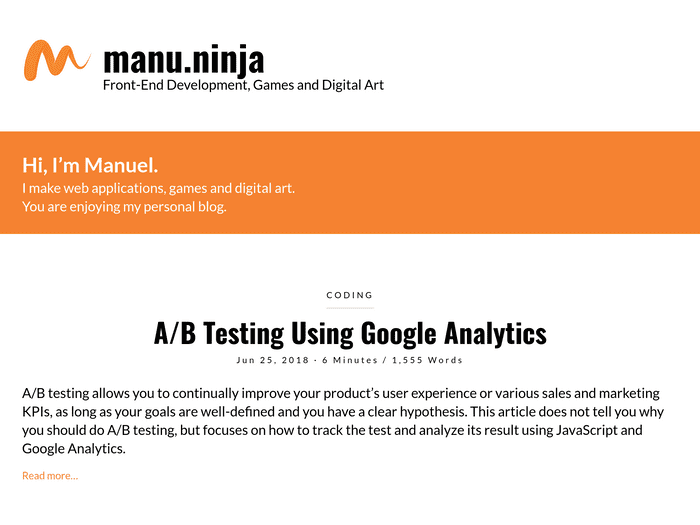 manu.ninja
Front-End Development, Games and Digital Art
Hi, I’m Manuel.
I make web applications, games and digital art.
You are enjoying my personal blog.
CODING
A/B Testing Using Google Analytics
Jun 25, 2018 · 6 Minutes / 1,555 Words
A/B testing allows you to continually improve your product’s user experience or various sales and marketing
KPIs, as long as your goals are well-defined and you have a clear hypothesis. This article does not tell you why
you should do A/B testing, but focuses on how to track the test and analyze its result using JavaScript and
Google Analytics.
Read more…